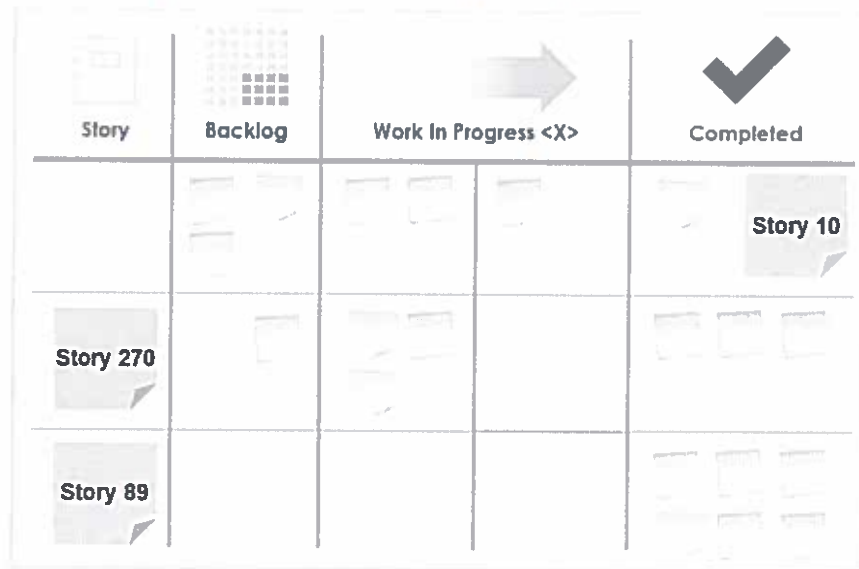 Story
Backlog
Work In Progress <X>
Completed
Story 10
Story 270
Story 89